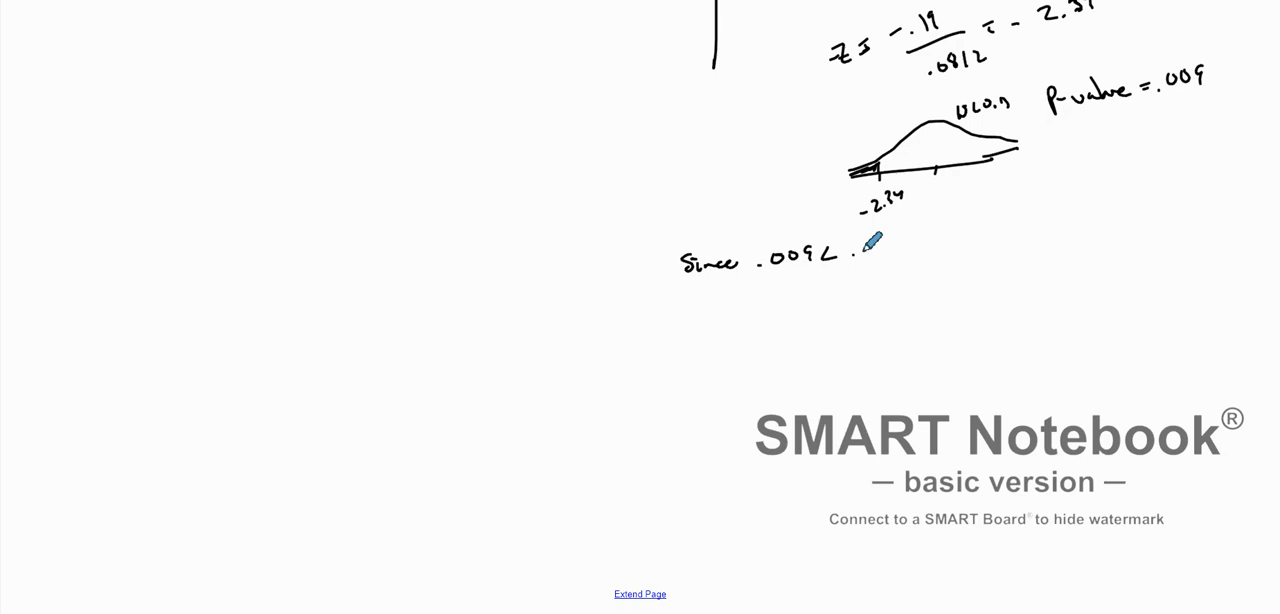 z = -.19 / .0812 = - 2.34
N(0,1)
p-value = .009
-2.34
Since .009 < .
SMART Notebook®
— basic version —
Connect to a SMART Board® to hide watermark
Extend Page